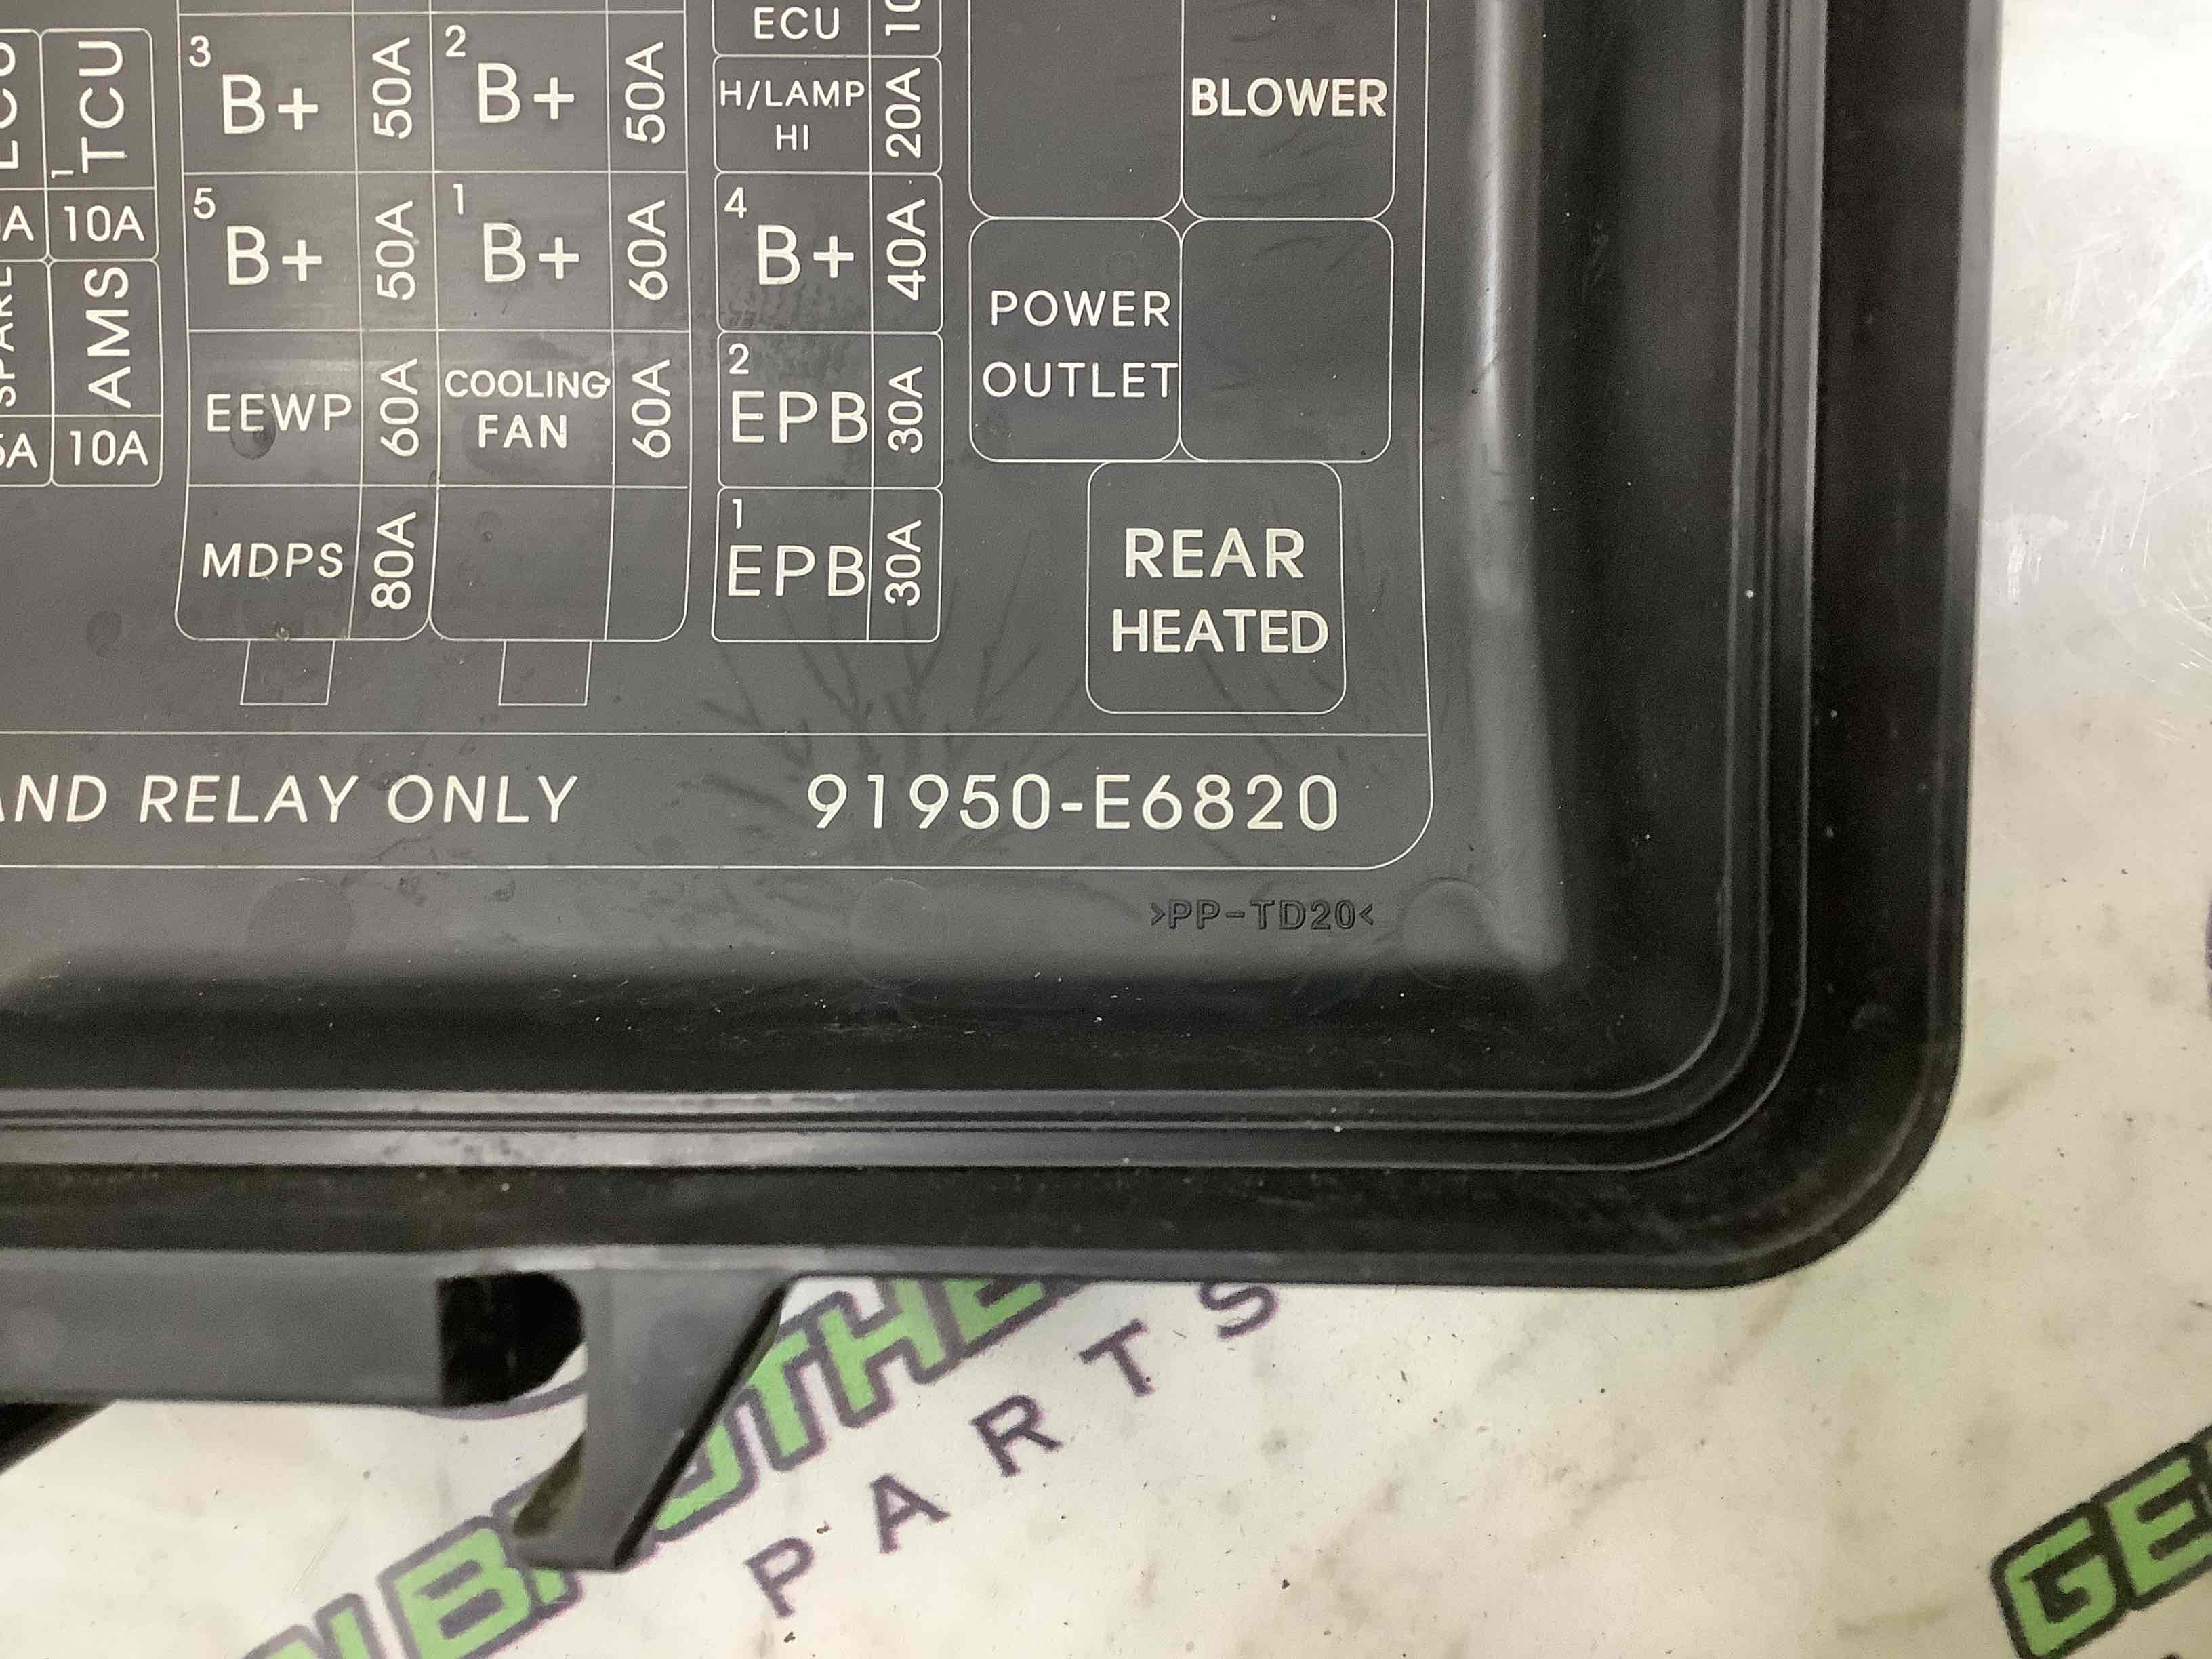 TCU
1
10A
AMS
10A
3
B+
50A
2
B+
50A
5
B+
50A
1
B+
60A
EEWP
60A
COOLING
FAN
60A
MDPS
80A
ECU
H/LAMP
HI
20A
4
B+
40A
2
EPB
30A
1
EPB
30A
BLOWER
POWER
OUTLET
REAR
HEATED
RELAY ONLY
91950-E6820
>PP-TD20<
PARTS